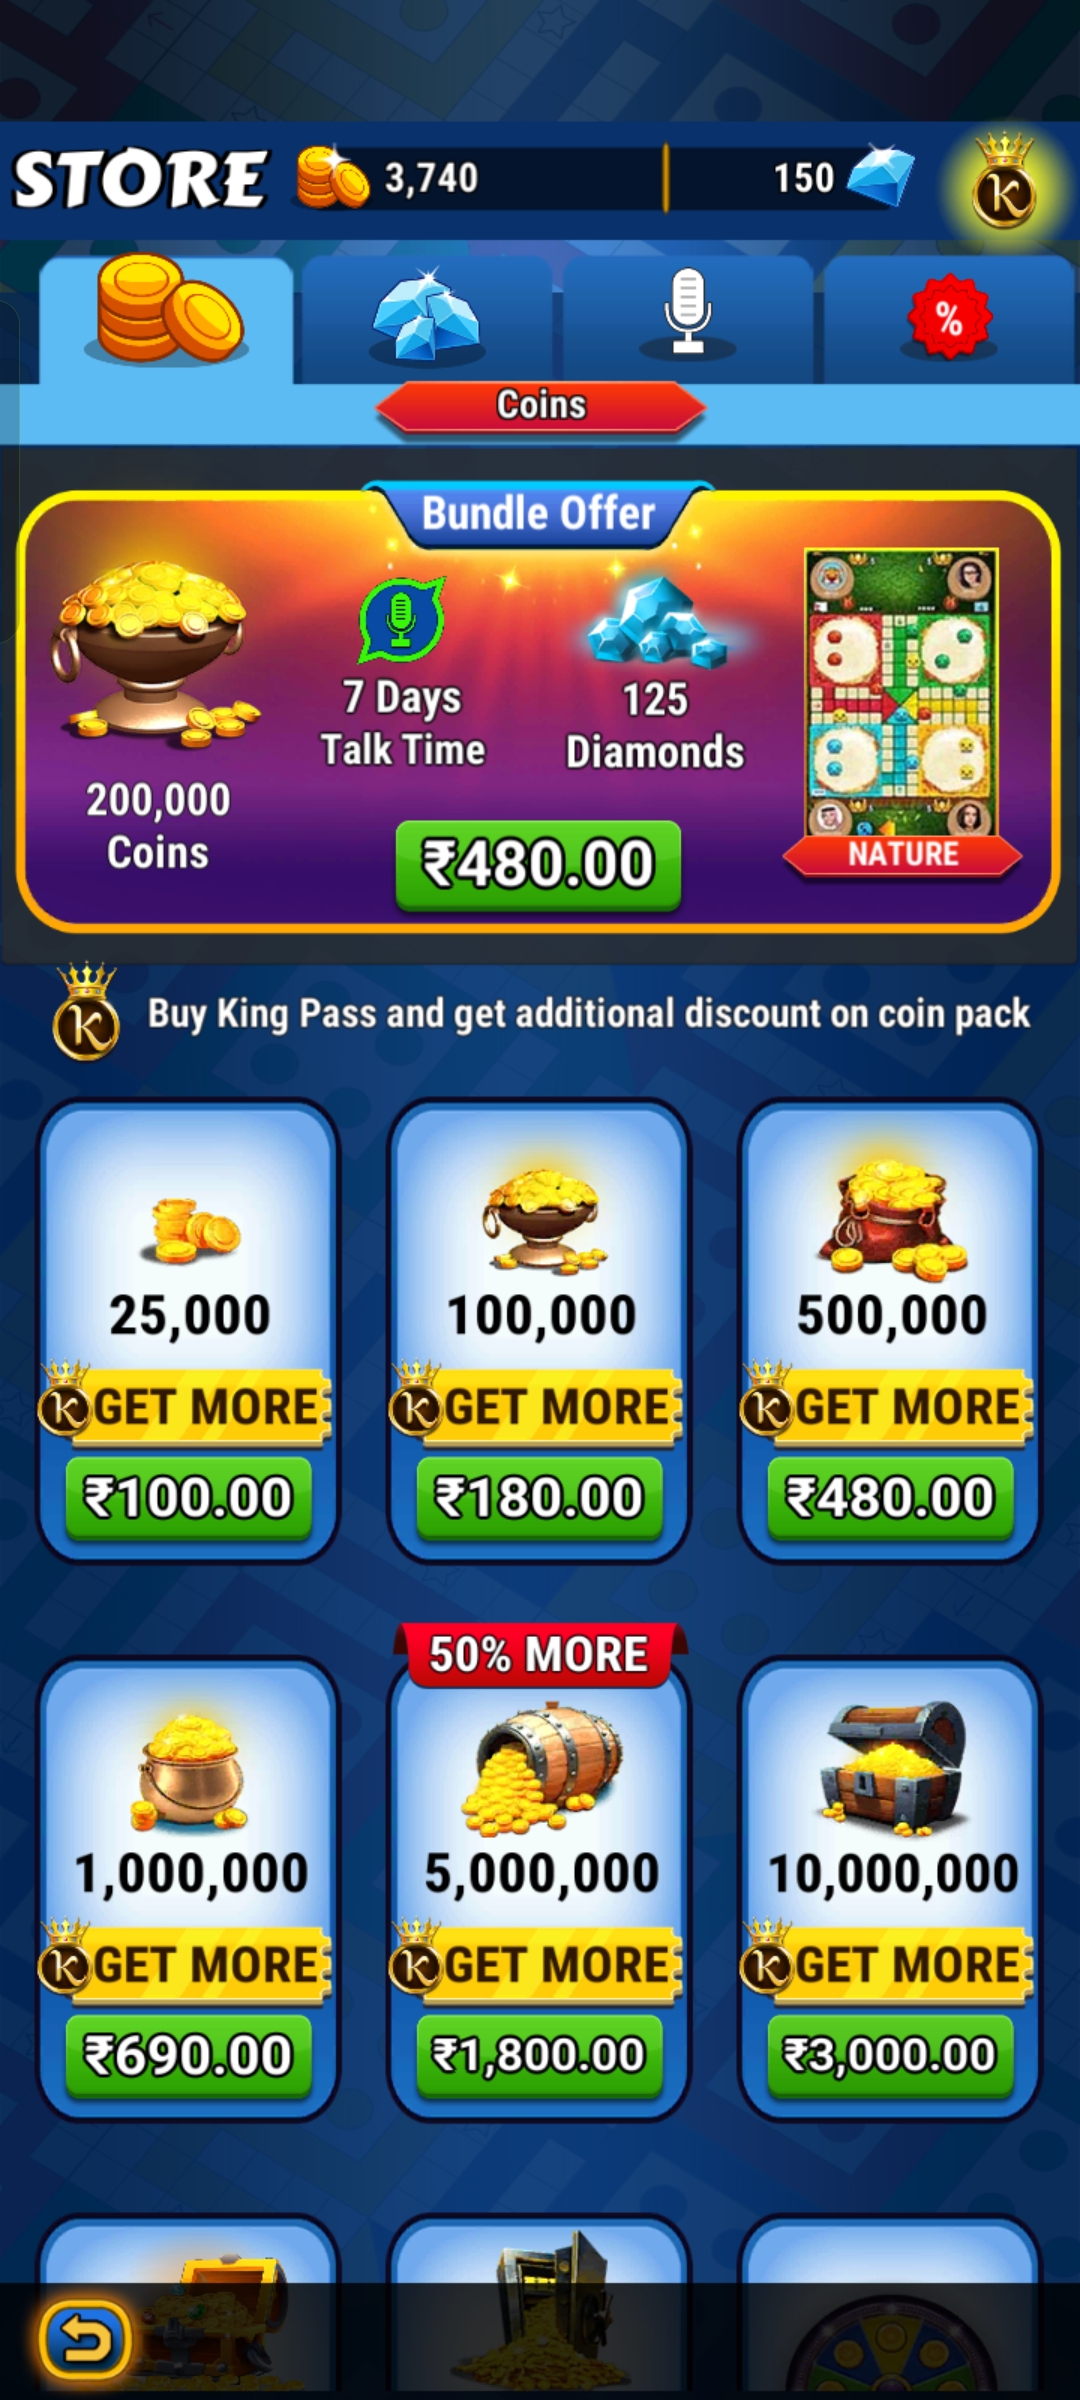 STORE 3,740 150 K
%
Coins
Bundle Offer
7 Days
Talk Time
125
Diamonds
200,000
Coins
₹480.00
NATURE
K Buy King Pass and get additional discount on coin pack
25,000 100,000 500,000
K GET MORE K GET MORE K GET MORE
₹100.00 ₹180.00 ₹480.00
50% MORE
1,000,000 5,000,000 10,000,000
K GET MORE K GET MORE K GET MORE
₹690.00 ₹1,800.00 ₹3,000.00